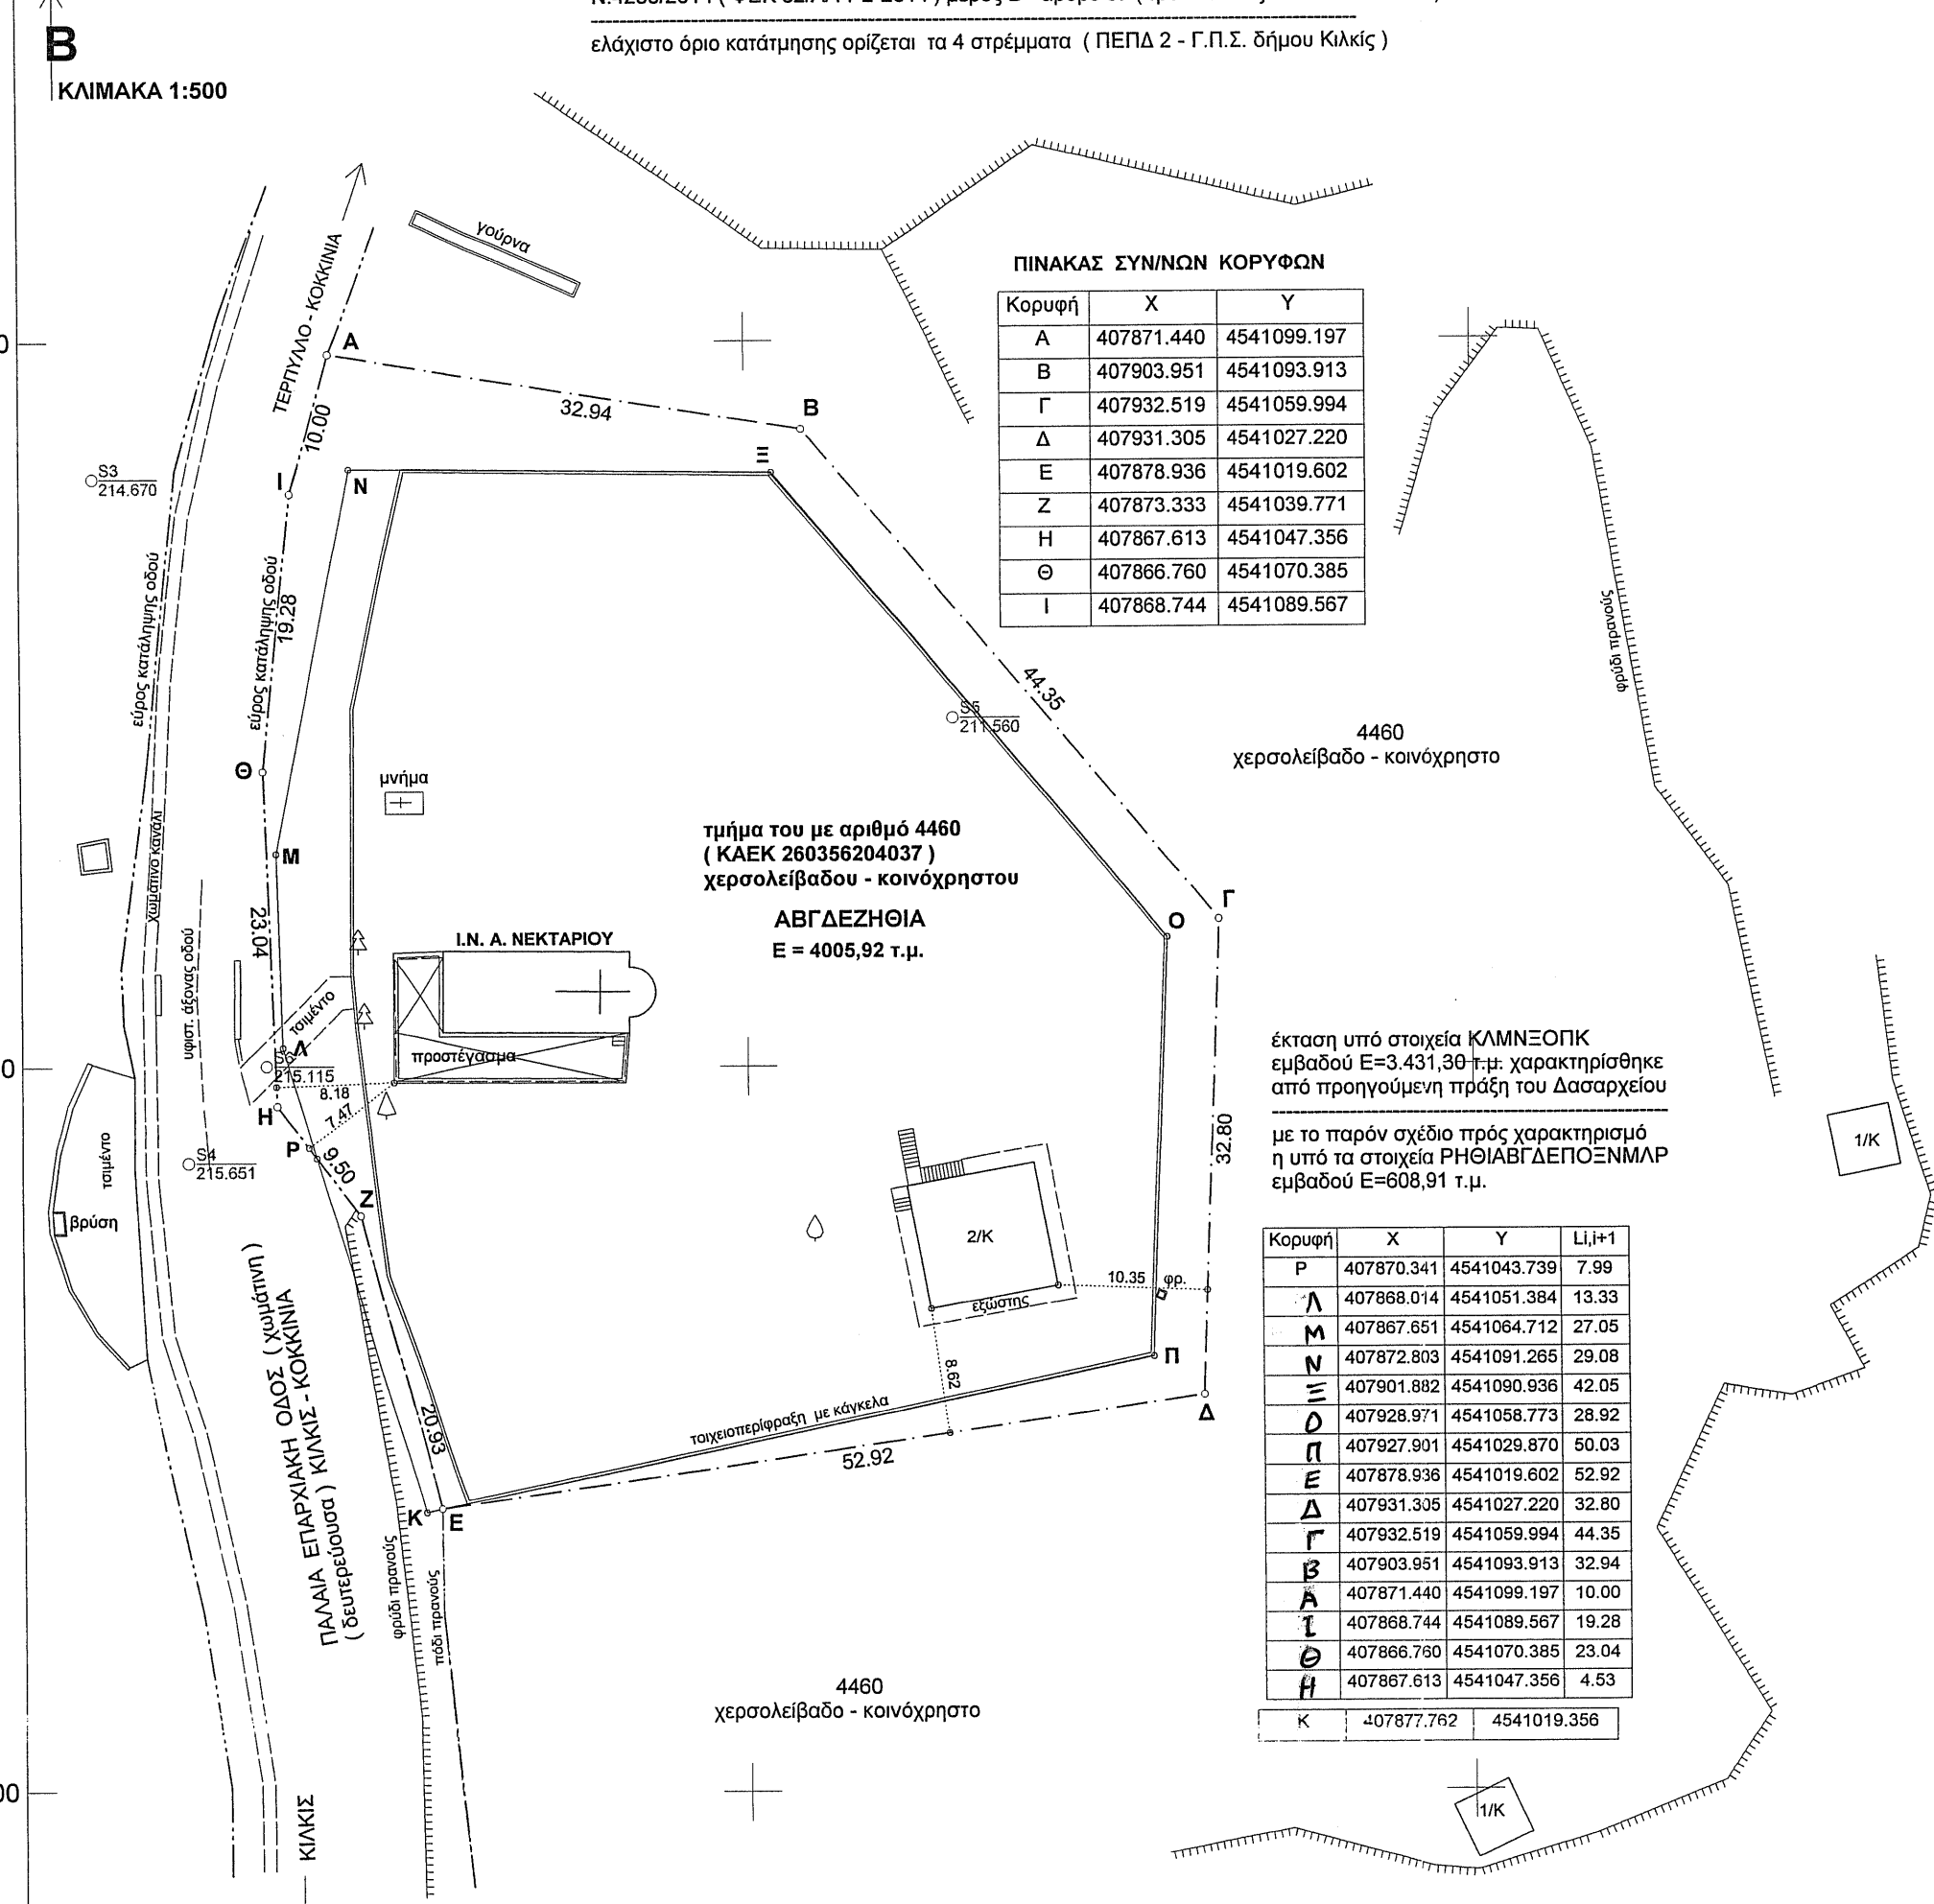 ελάχιστο όριο κατάτμησης ορίζεται τα 4 στρέμματα ( ΠΕΠΔ 2 - Γ.Π.Σ. δήμου Κιλκίς )
Β
ΚΛΙΜΑΚΑ 1:500
ΤΕΡΠΥΛΛΟ - ΚΟΚΚΙΝΙΑ
γούρνα
ΠΙΝΑΚΑΣ ΣΥΝ/ΝΩΝ ΚΟΡΥΦΩΝ
Κορυφή X Y
Α 407871.440 4541099.197
Β 407903.951 4541093.913
Γ 407932.519 4541059.994
Δ 407931.305 4541027.220
Ε 407878.936 4541019.602
Ζ 407873.333 4541039.771
Η 407867.613 4541047.356
Θ 407866.760 4541070.385
Ι 407868.744 4541089.567
Α
32.94
Β
10.00
Ξ
Ν
Ι
S3
214.670
εύρος κατάληψης οδού
εύρος κατάληψης οδού
19.28
44.35
S5
211.560
φρύδι πρανούς
4460
χερσολείβαδο - κοινόχρηστο
Θ
μνήμα
Μ
χωμάτινο κανάλι
τμήμα του με αριθμό 4460
( ΚΑΕΚ 260356204037 )
χερσολείβαδου - κοινόχρηστου
ΑΒΓΔΕΖΗΘΙΑ
Ε = 4005,92 τ.μ.
Γ
Ο
23.04
Ι.Ν. Α. ΝΕΚΤΑΡΙΟΥ
υφιστ. άξονας οδού
τσιμέντο
Λ
S6
215.115
προστέγασμα
8.18
7.47
Η
Ρ
9.50
S4
215.651
Ζ
τσιμέντο
βρύση
32.80
έκταση υπό στοιχεία ΚΛΜΝΞΟΠΚ
εμβαδού Ε=3.431,30 τ.μ. χαρακτηρίσθηκε
από προηγούμενη πράξη του Δασαρχείου
με το παρόν σχέδιο πρός χαρακτηρισμό
η υπό τα στοιχεία ΡΗΘΙΑΒΓΔΕΠΟΞΝΜΛΡ
εμβαδού Ε=608,91 τ.μ.
1/Κ
2/Κ
10.35
φρ.
εξώστης
8.62
Π
Δ
τοιχειοπερίφραξη με κάγκελα
52.92
20.93
Κ
Ε
ΠΑΛΑΙΑ ΕΠΑΡΧΙΑΚΗ ΟΔΟΣ ( χωμάτινη )
( δευτερεύουσα ) ΚΙΛΚΙΣ - ΚΟΚΚΙΝΙΑ
φρύδι πρανούς
πόδι πρανούς
Κορυφή X Y Li,i+1
Ρ 407870.341 4541043.739 7.99
Λ 407868.014 4541051.384 13.33
Μ 407867.651 4541064.712 27.05
Ν 407872.803 4541091.265 29.08
Ξ 407901.882 4541090.936 42.05
Ο 407928.971 4541058.773 28.92
Π 407927.901 4541029.870 50.03
Ε 407878.936 4541019.602 52.92
Δ 407931.305 4541027.220 32.80
Γ 407932.519 4541059.994 44.35
Β 407903.951 4541093.913 32.94
Α 407871.440 4541099.197 10.00
Ι 407868.744 4541089.567 19.28
Θ 407866.760 4541070.385 23.04
Η 407867.613 4541047.356 4.53
Κ 407877.762 4541019.356
4460
χερσολείβαδο - κοινόχρηστο
ΚΙΛΚΙΣ
1/Κ